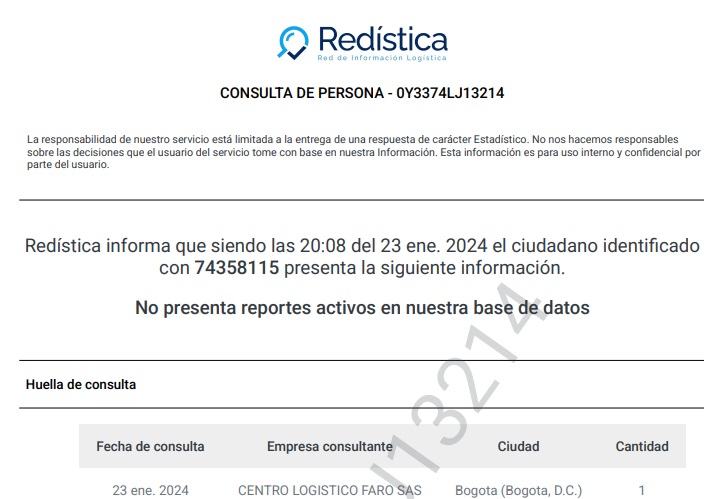 Redística
Red de Información Logística
CONSULTA DE PERSONA - 0Y3374LJ13214
La responsabilidad de nuestro servicio está limitada a la entrega de una respuesta de carácter Estadístico. No nos hacemos responsables
sobre las decisiones que el usuario del servicio tome con base en nuestra Información. Esta información es para uso interno y confidencial por
parte del usuario.
Redística informa que siendo las 20:08 del 23 ene. 2024 el ciudadano identificado
con 74358115 presenta la siguiente información.
No presenta reportes activos en nuestra base de datos
Huella de consulta
Fecha de consulta Empresa consultante Ciudad Cantidad
23 ene. 2024 CENTRO LOGISTICO FARO SAS Bogota (Bogota, D.C.) 1
J13214